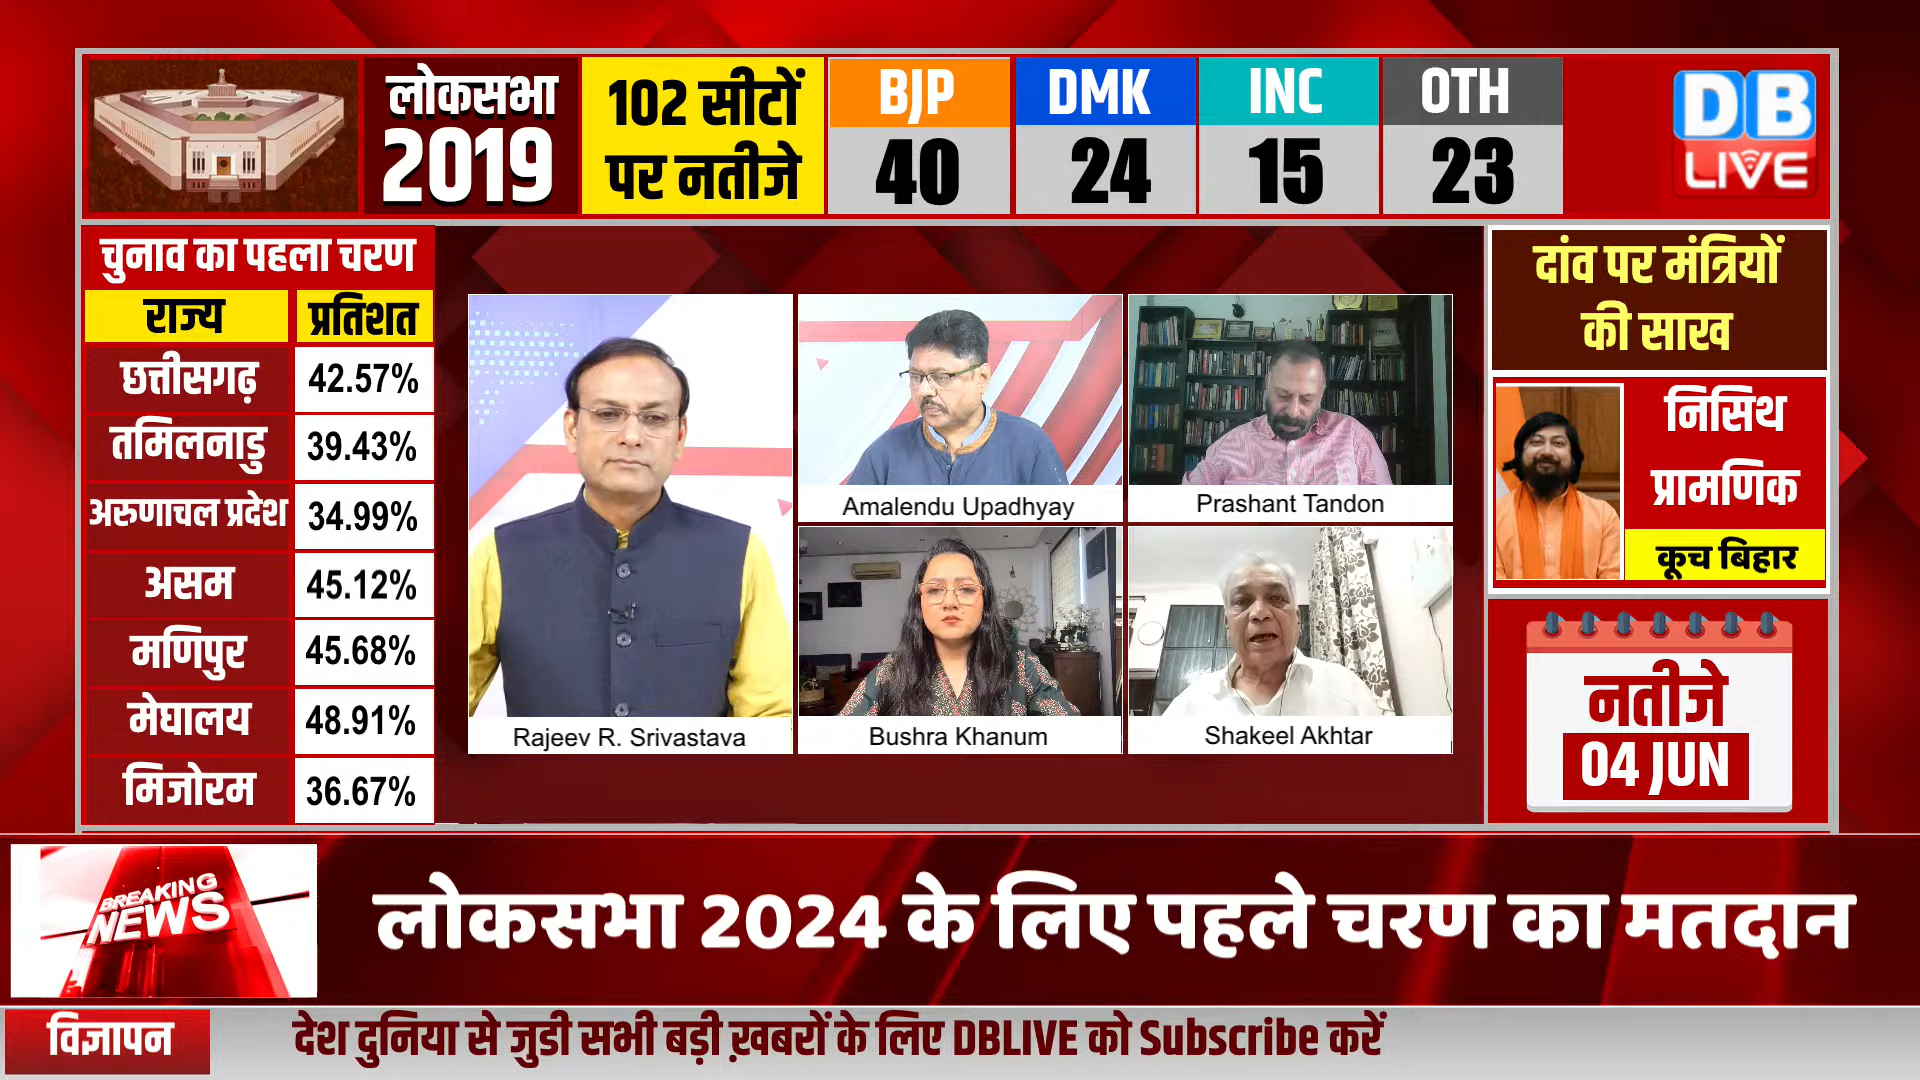 लोकसभा
2019
102 सीटों
पर नतीजे
BJP
40
DMK
24
INC
15
OTH
23
DB
LIVE
चुनाव का पहला चरण
राज्य प्रतिशत
छत्तीसगढ़ 42.57%
तमिलनाडु 39.43%
अरुणाचल प्रदेश 34.99%
असम 45.12%
मणिपुर 45.68%
मेघालय 48.91%
मिजोरम 36.67%
Rajeev R. Srivastava
Amalendu Upadhyay
Prashant Tandon
Bushra Khanum
Shakeel Akhtar
दांव पर मंत्रियों
की साख
निसिथ
प्रामणिक
कूच बिहार
नतीजे
04 JUN
BREAKING
NEWS
लोकसभा 2024 के लिए पहले चरण का मतदान
विज्ञापन
देश दुनिया से जुडी सभी बड़ी ख़बरों के लिए DBLIVE को Subscribe करें